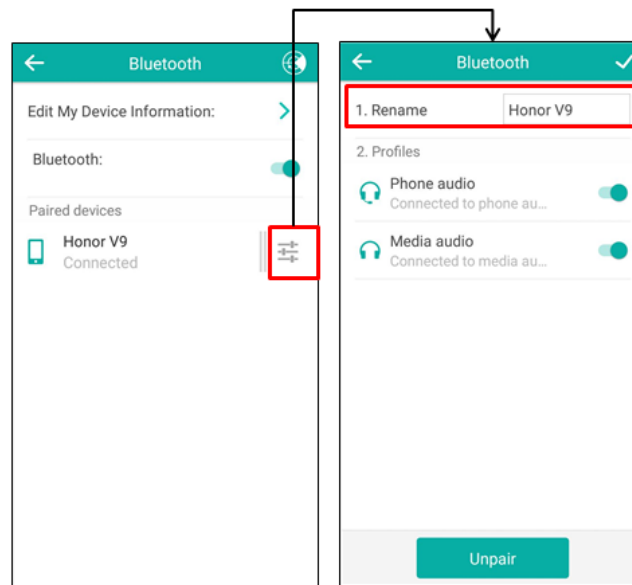 Bluetooth
Edit My Device Information:
Bluetooth:
Paired devices
Honor V9
Connected
Bluetooth
1. Rename Honor V9
2. Profiles
Phone audio
Connected to phone au...
Media audio
Connected to media au...
Unpair